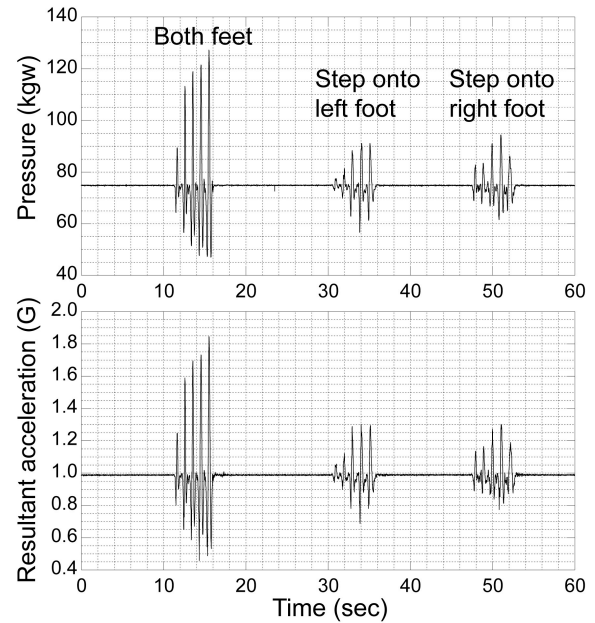 140
120
100
80
60
40
Pressure (kgw)
Both feet
Step onto
left foot
Step onto
right foot
0 10 20 30 40 50 60
2.0
1.8
1.6
1.4
1.2
1.0
0.8
0.6
0.4
Resultant acceleration (G)
0 10 20 30 40 50 60
Time (sec)